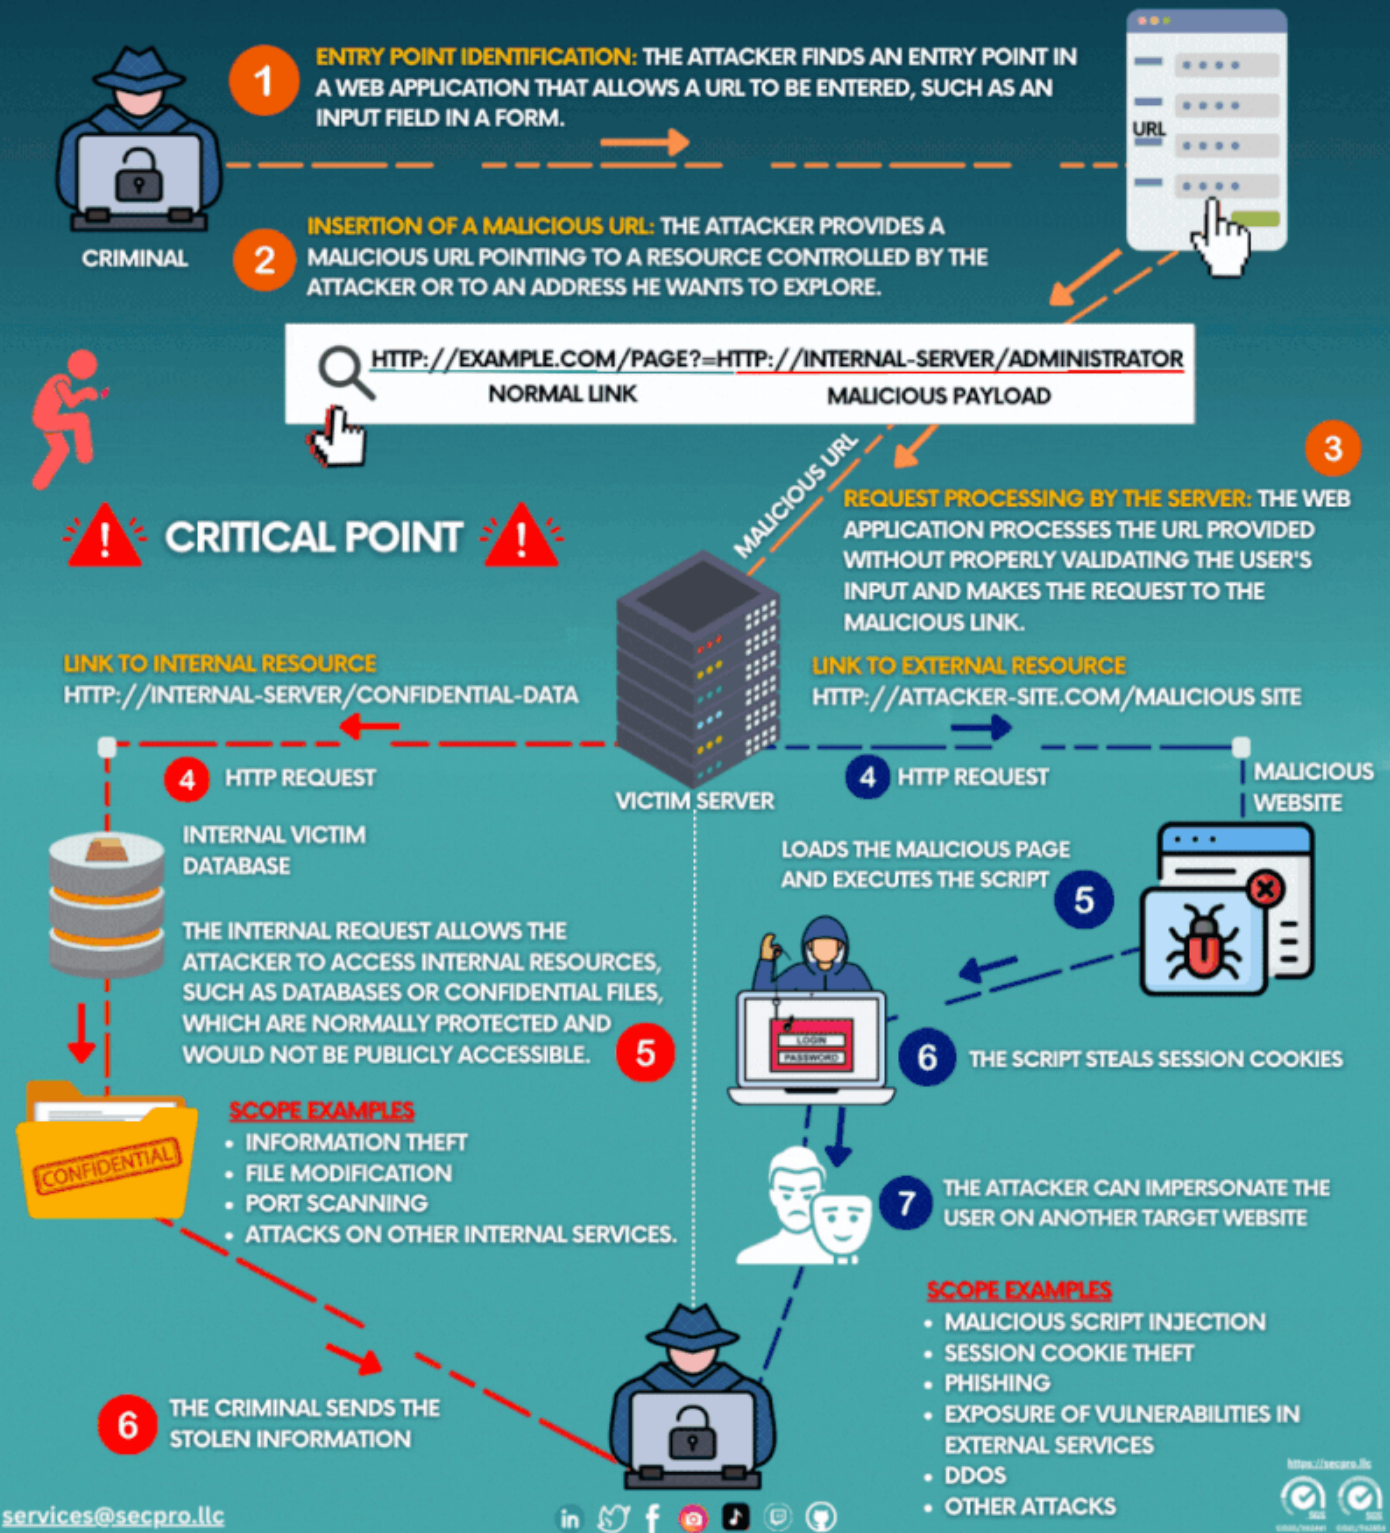 1
ENTRY POINT IDENTIFICATION: THE ATTACKER FINDS AN ENTRY POINT IN
A WEB APPLICATION THAT ALLOWS A URL TO BE ENTERED, SUCH AS AN
INPUT FIELD IN A FORM.
URL
CRIMINAL
2
INSERTION OF A MALICIOUS URL: THE ATTACKER PROVIDES A
MALICIOUS URL POINTING TO A RESOURCE CONTROLLED BY THE
ATTACKER OR TO AN ADDRESS HE WANTS TO EXPLORE.
HTTP://EXAMPLE.COM/PAGE?=HTTP://INTERNAL-SERVER/ADMINISTRATOR
NORMAL LINK
MALICIOUS PAYLOAD
MALICIOUS URL
3
REQUEST PROCESSING BY THE SERVER: THE WEB
APPLICATION PROCESSES THE URL PROVIDED
WITHOUT PROPERLY VALIDATING THE USER'S
INPUT AND MAKES THE REQUEST TO THE
MALICIOUS LINK.
! CRITICAL POINT !
LINK TO INTERNAL RESOURCE
HTTP://INTERNAL-SERVER/CONFIDENTIAL-DATA
LINK TO EXTERNAL RESOURCE
HTTP://ATTACKER-SITE.COM/MALICIOUS SITE
4 HTTP REQUEST
VICTIM SERVER
4 HTTP REQUEST
MALICIOUS
WEBSITE
INTERNAL VICTIM
DATABASE
LOADS THE MALICIOUS PAGE
AND EXECUTES THE SCRIPT
5
THE INTERNAL REQUEST ALLOWS THE
ATTACKER TO ACCESS INTERNAL RESOURCES,
SUCH AS DATABASES OR CONFIDENTIAL FILES,
WHICH ARE NORMALLY PROTECTED AND
WOULD NOT BE PUBLICLY ACCESSIBLE.
5
LOGIN
PASSWORD
6
THE SCRIPT STEALS SESSION COOKIES
CONFIDENTIAL
SCOPE EXAMPLES
• INFORMATION THEFT
• FILE MODIFICATION
• PORT SCANNING
• ATTACKS ON OTHER INTERNAL SERVICES.
7
THE ATTACKER CAN IMPERSONATE THE
USER ON ANOTHER TARGET WEBSITE
SCOPE EXAMPLES
• MALICIOUS SCRIPT INJECTION
• SESSION COOKIE THEFT
• PHISHING
• EXPOSURE OF VULNERABILITIES IN
EXTERNAL SERVICES
• DDOS
• OTHER ATTACKS
6
THE CRIMINAL SENDS THE
STOLEN INFORMATION
services@secpro.llc
in
f
https://secpro.llc
SGS
SGS